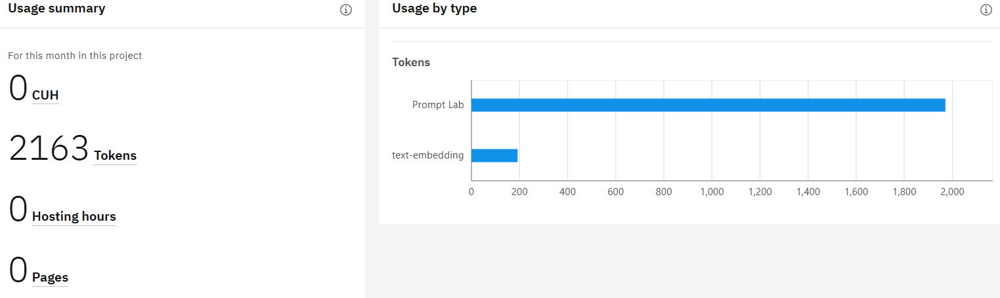 Usage summary
For this month in this project
0 CUH
2163 Tokens
0 Hosting hours
0 Pages
Usage by type
Tokens
Prompt Lab
text-embedding
0 200 400 600 800 1,000 1,200 1,400 1,600 1,800 2,000